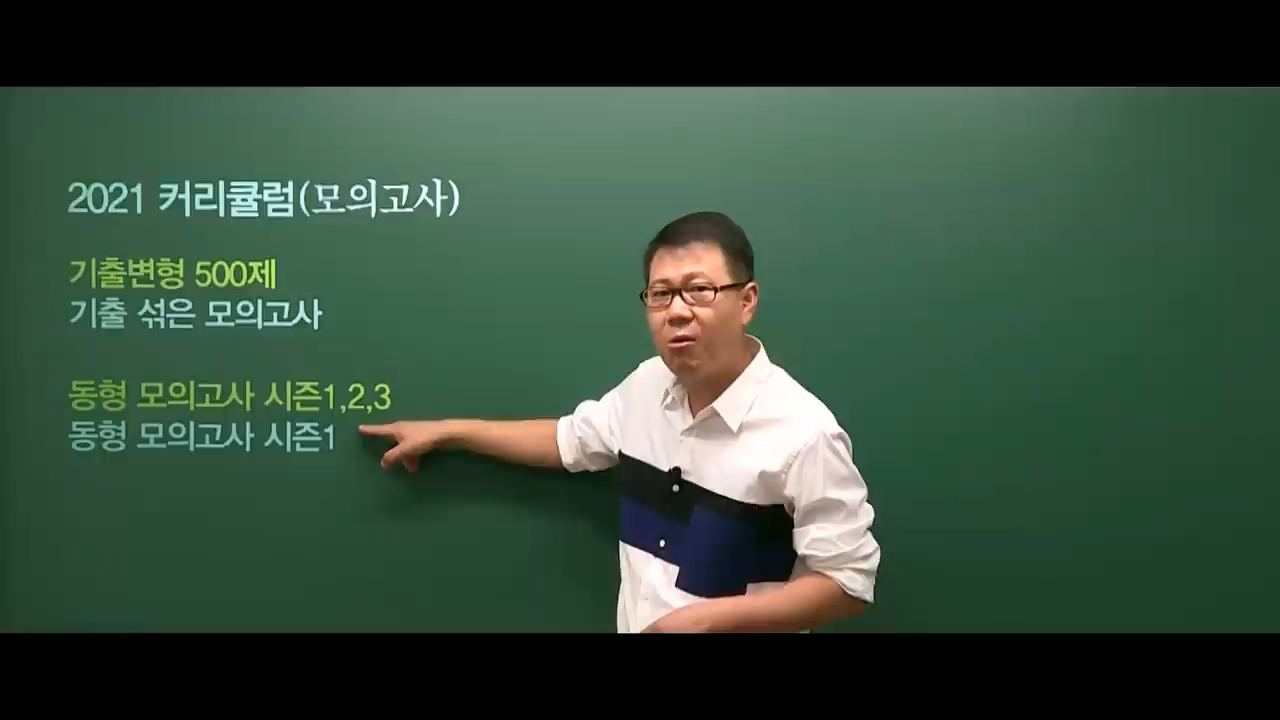 2021 커리큘럼(모의고사)
기출변형 500제
기출 섞은 모의고사
동형 모의고사 시즌1,2,3
동형 모의고사 시즌1